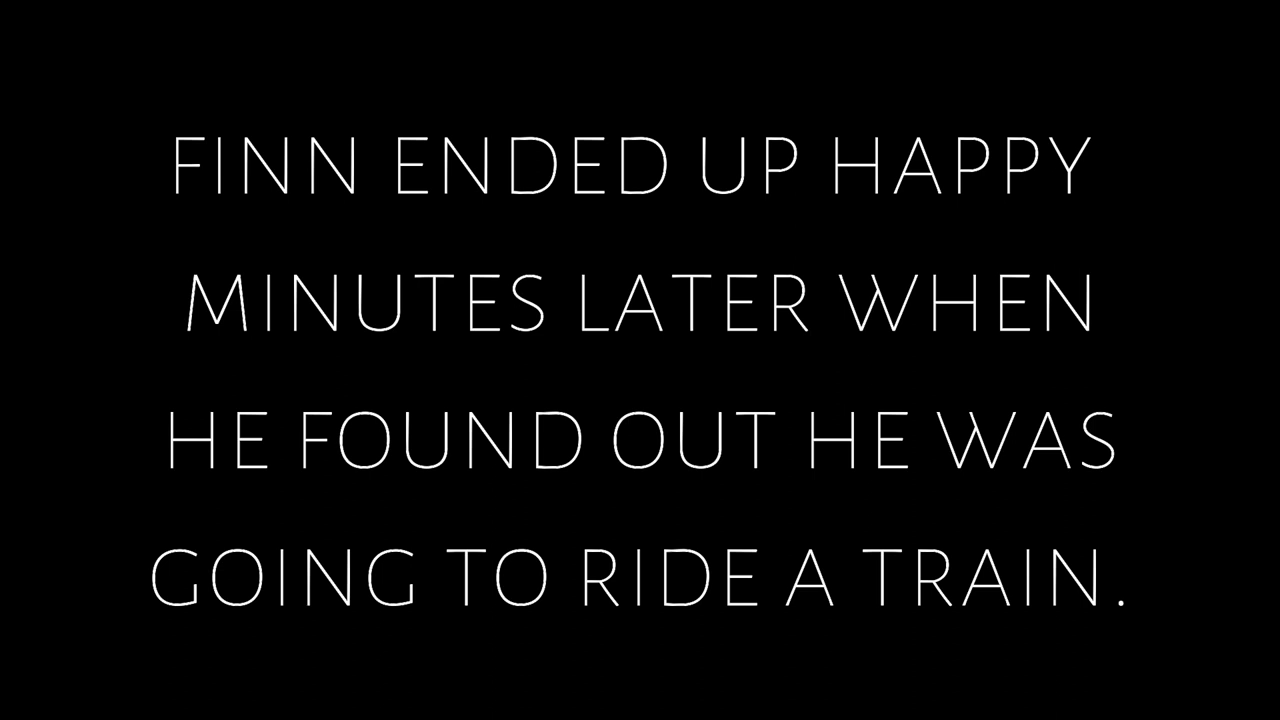 FINN ENDED UP HAPPY
MINUTES LATER WHEN
HE FOUND OUT HE WAS
GOING TO RIDE A TRAIN.